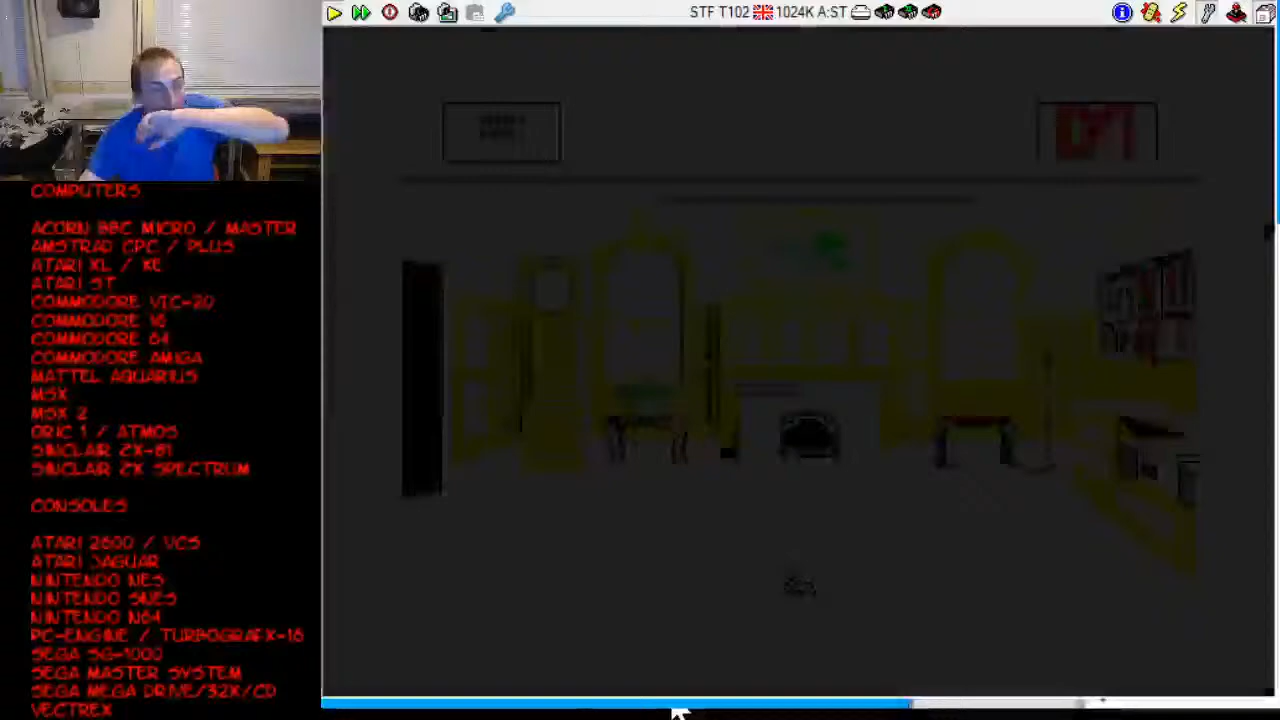 STF T102 1024K A:ST
COMPUTERS
ACORN BBC MICRO / MASTER
AMSTRAD CPC / PLUS
ATARI XL / XE
ATARI ST
COMMODORE VIC-20
COMMODORE 16
COMMODORE 64
COMMODORE AMIGA
MATTEL AQUARIUS
MSX
MSX 2
ORIC 1 / ATMOS
SINCLAIR ZX-81
SINCLAIR ZX SPECTRUM
CONSOLES
ATARI 2600 / VCS
ATARI JAGUAR
NINTENDO NES
NINTENDO SNES
NINTENDO N64
PC-ENGINE / TURBOGRAFX-16
SEGA SG-1000
SEGA MASTER SYSTEM
SEGA MEGA DRIVE/32X/CD
VECTREX